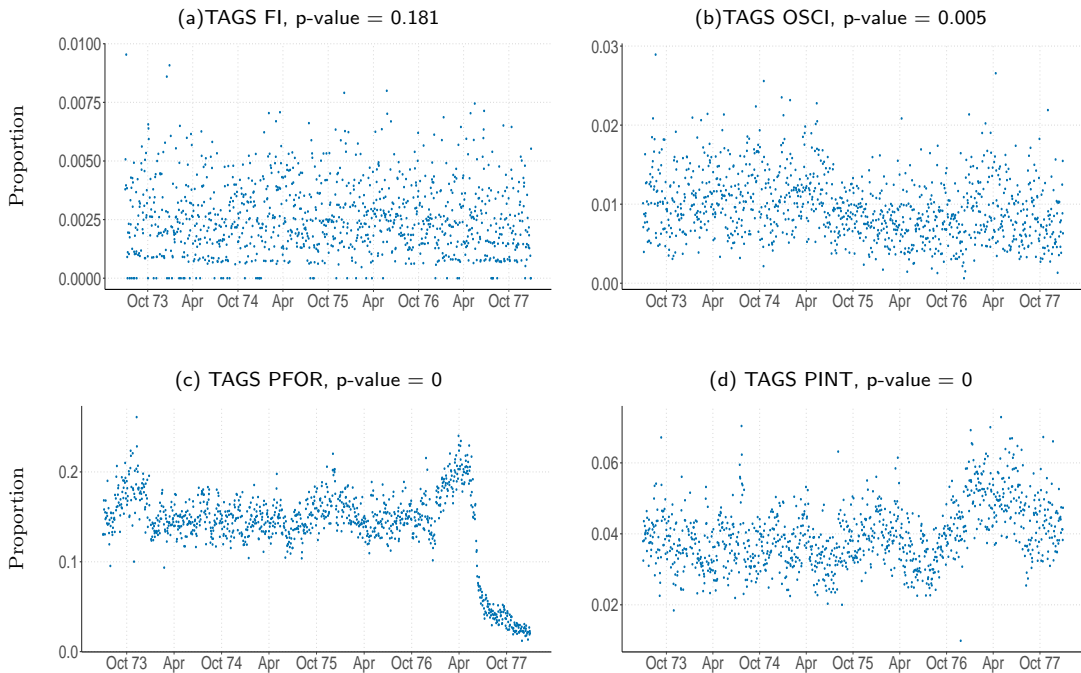 (a)TAGS FI, p-value = 0.181
Proportion
0.0100
0.0075
0.0050
0.0025
0.0000
Oct 73 Apr Oct 74 Apr Oct 75 Apr Oct 76 Apr Oct 77
(b)TAGS OSCI, p-value = 0.005
0.03
0.02
0.01
0.00
Oct 73 Apr Oct 74 Apr Oct 75 Apr Oct 76 Apr Oct 77
(c) TAGS PFOR, p-value = 0
Proportion
0.2
0.1
0.0
Oct 73 Apr Oct 74 Apr Oct 75 Apr Oct 76 Apr Oct 77
(d) TAGS PINT, p-value = 0
0.06
0.04
0.02
Oct 73 Apr Oct 74 Apr Oct 75 Apr Oct 76 Apr Oct 77